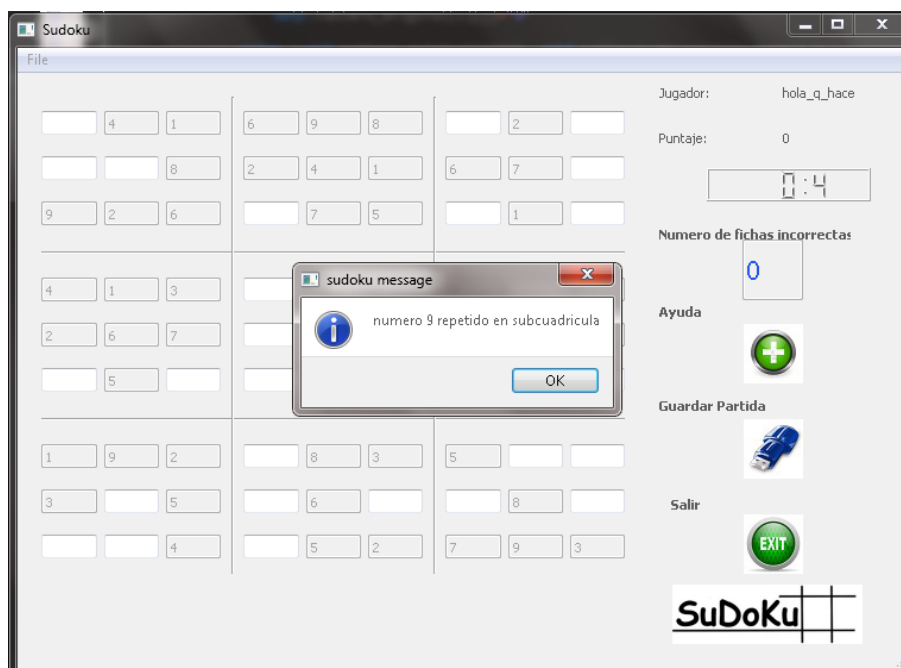 Sudoku
File
Jugador: hola_q_hace
4 1 6 9 8 2
Puntaje: 0
8 2 4 1 6 7
0:4
9 2 6 7 5 1
Numero de fichas incorrectas
0
sudoku message
4 1 3
numero 9 repetido en subcuadricula
Ayuda
2 6 7
OK
5
Guardar Partida
1 9 2 8 3 5
3 5 6 8
Salir
4 5 2 7 9 3
EXIT
SuDoKu